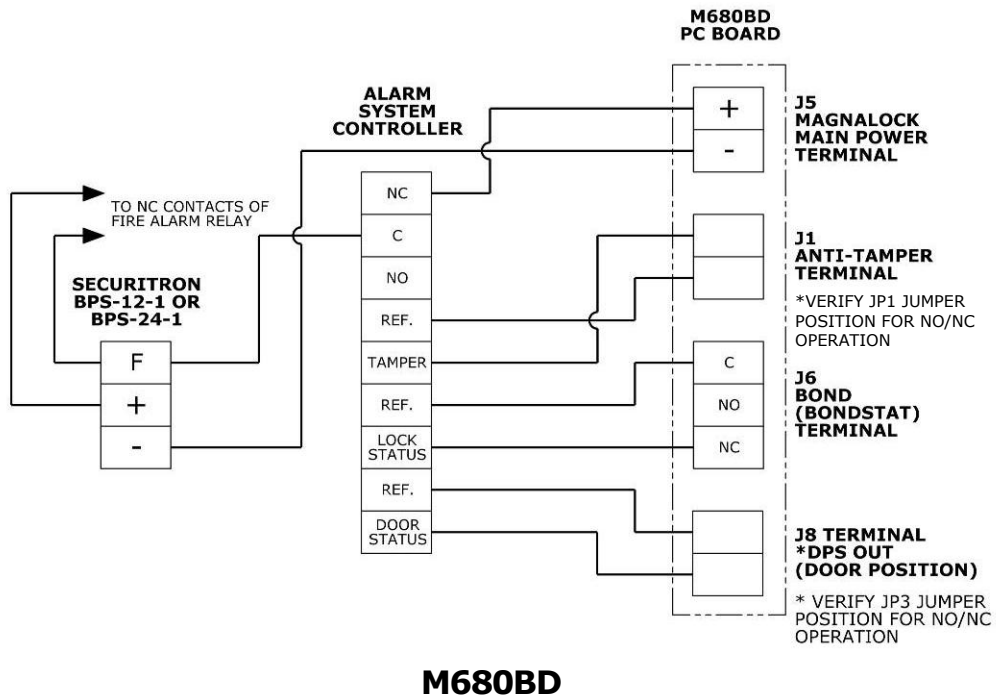 M680BD
PC BOARD
ALARM
SYSTEM
CONTROLLER
+
-
J5
MAGNALOCK
MAIN POWER
TERMINAL
TO NC CONTACTS OF
FIRE ALARM RELAY
SECURITRON
BPS-12-1 OR
BPS-24-1
F
+
-
NC
C
NO
REF.
TAMPER
REF.
LOCK
STATUS
REF.
DOOR
STATUS
J1
ANTI-TAMPER
TERMINAL
*VERIFY JP1 JUMPER
POSITION FOR NO/NC
OPERATION
C
NO
NC
J6
BOND
(BONDSTAT)
TERMINAL
J8 TERMINAL
*DPS OUT
(DOOR POSITION)
* VERIFY JP3 JUMPER
POSITION FOR NO/NC
OPERATION
M680BD